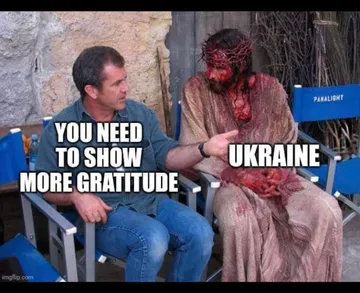 PANALIGHT
YOU NEED
TO SHOW
MORE GRATITUDE
UKRAINE
imgflip.com